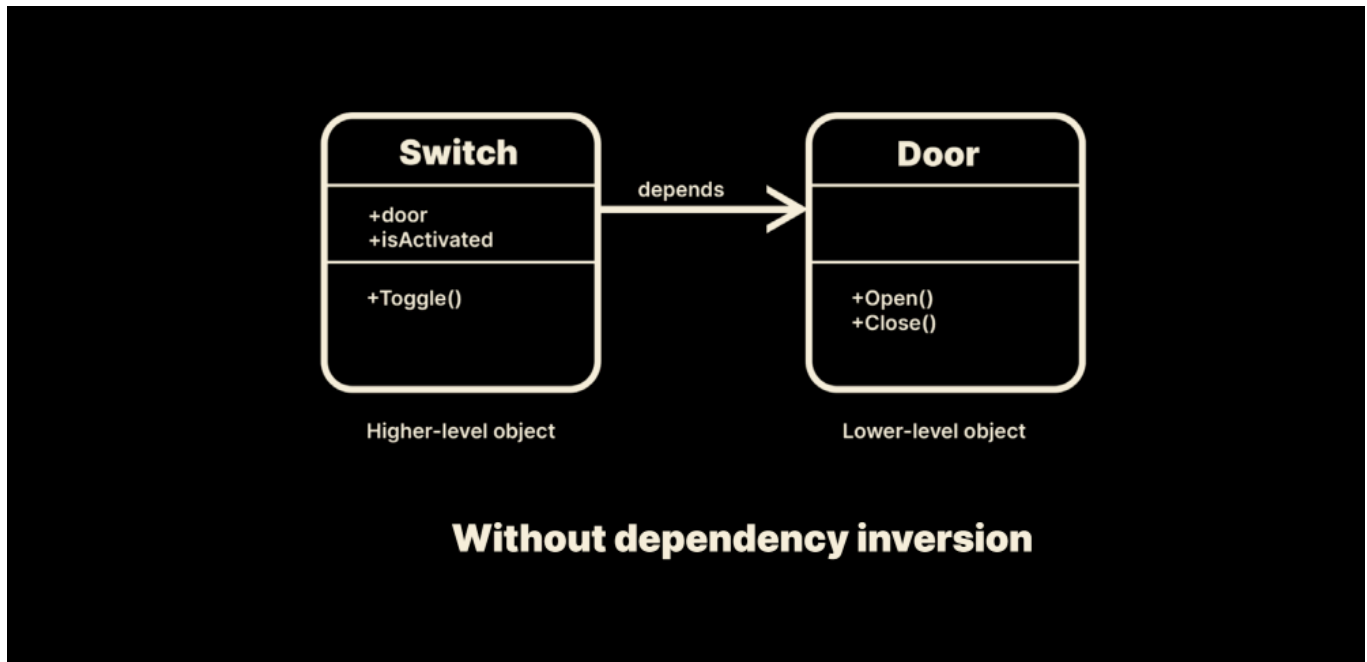 Switch
+door
+isActivated
+Toggle()
depends
Door
+Open()
+Close()
Higher-level object
Lower-level object
Without dependency inversion